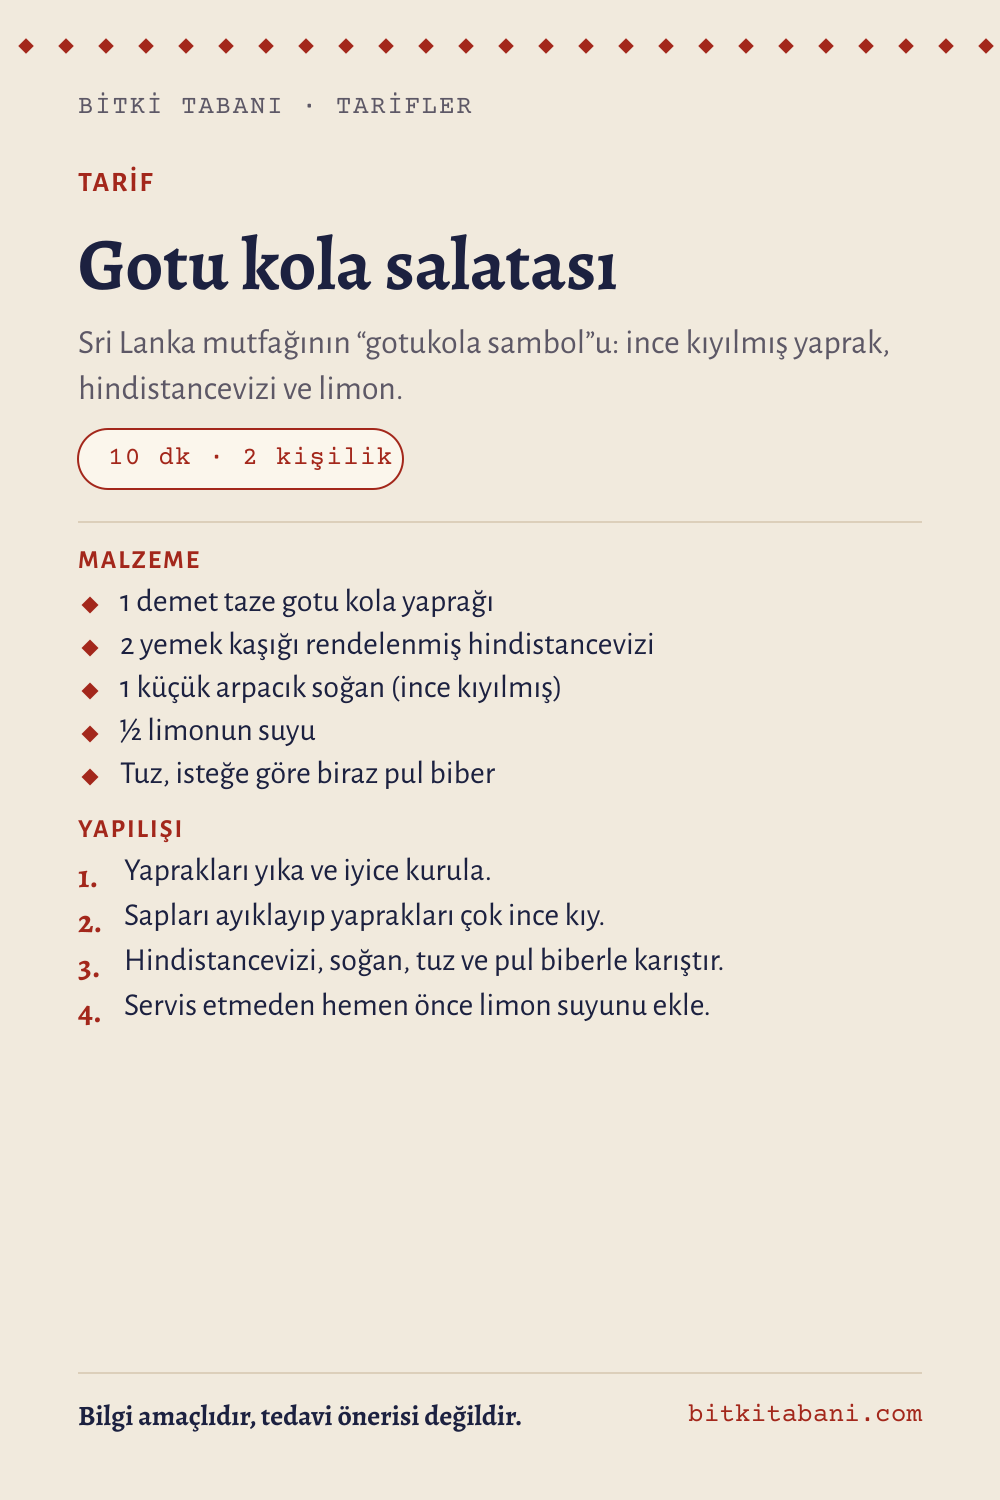 BİTKİ TABANI · TARİFLER
TARİF
Gotu kola salatası
Sri Lanka mutfağının “gotukola sambol”u: ince kıyılmış yaprak,
hindistancevizi ve limon.
10 dk · 2 kişilik
MALZEME
◆ 1 demet taze gotu kola yaprağı
◆ 2 yemek kaşığı rendelenmiş hindistancevizi
◆ 1 küçük arpacık soğan (ince kıyılmış)
◆ ½ limonun suyu
◆ Tuz, isteğe göre biraz pul biber
YAPILIŞI
1. Yaprakları yıka ve iyice kurula.
2. Sapları ayıklayıp yaprakları çok ince kıy.
3. Hindistancevizi, soğan, tuz ve pul biberle karıştır.
4. Servis etmeden hemen önce limon suyunu ekle.
Bilgi amaçlıdır, tedavi önerisi değildir.
bitkitabani.com